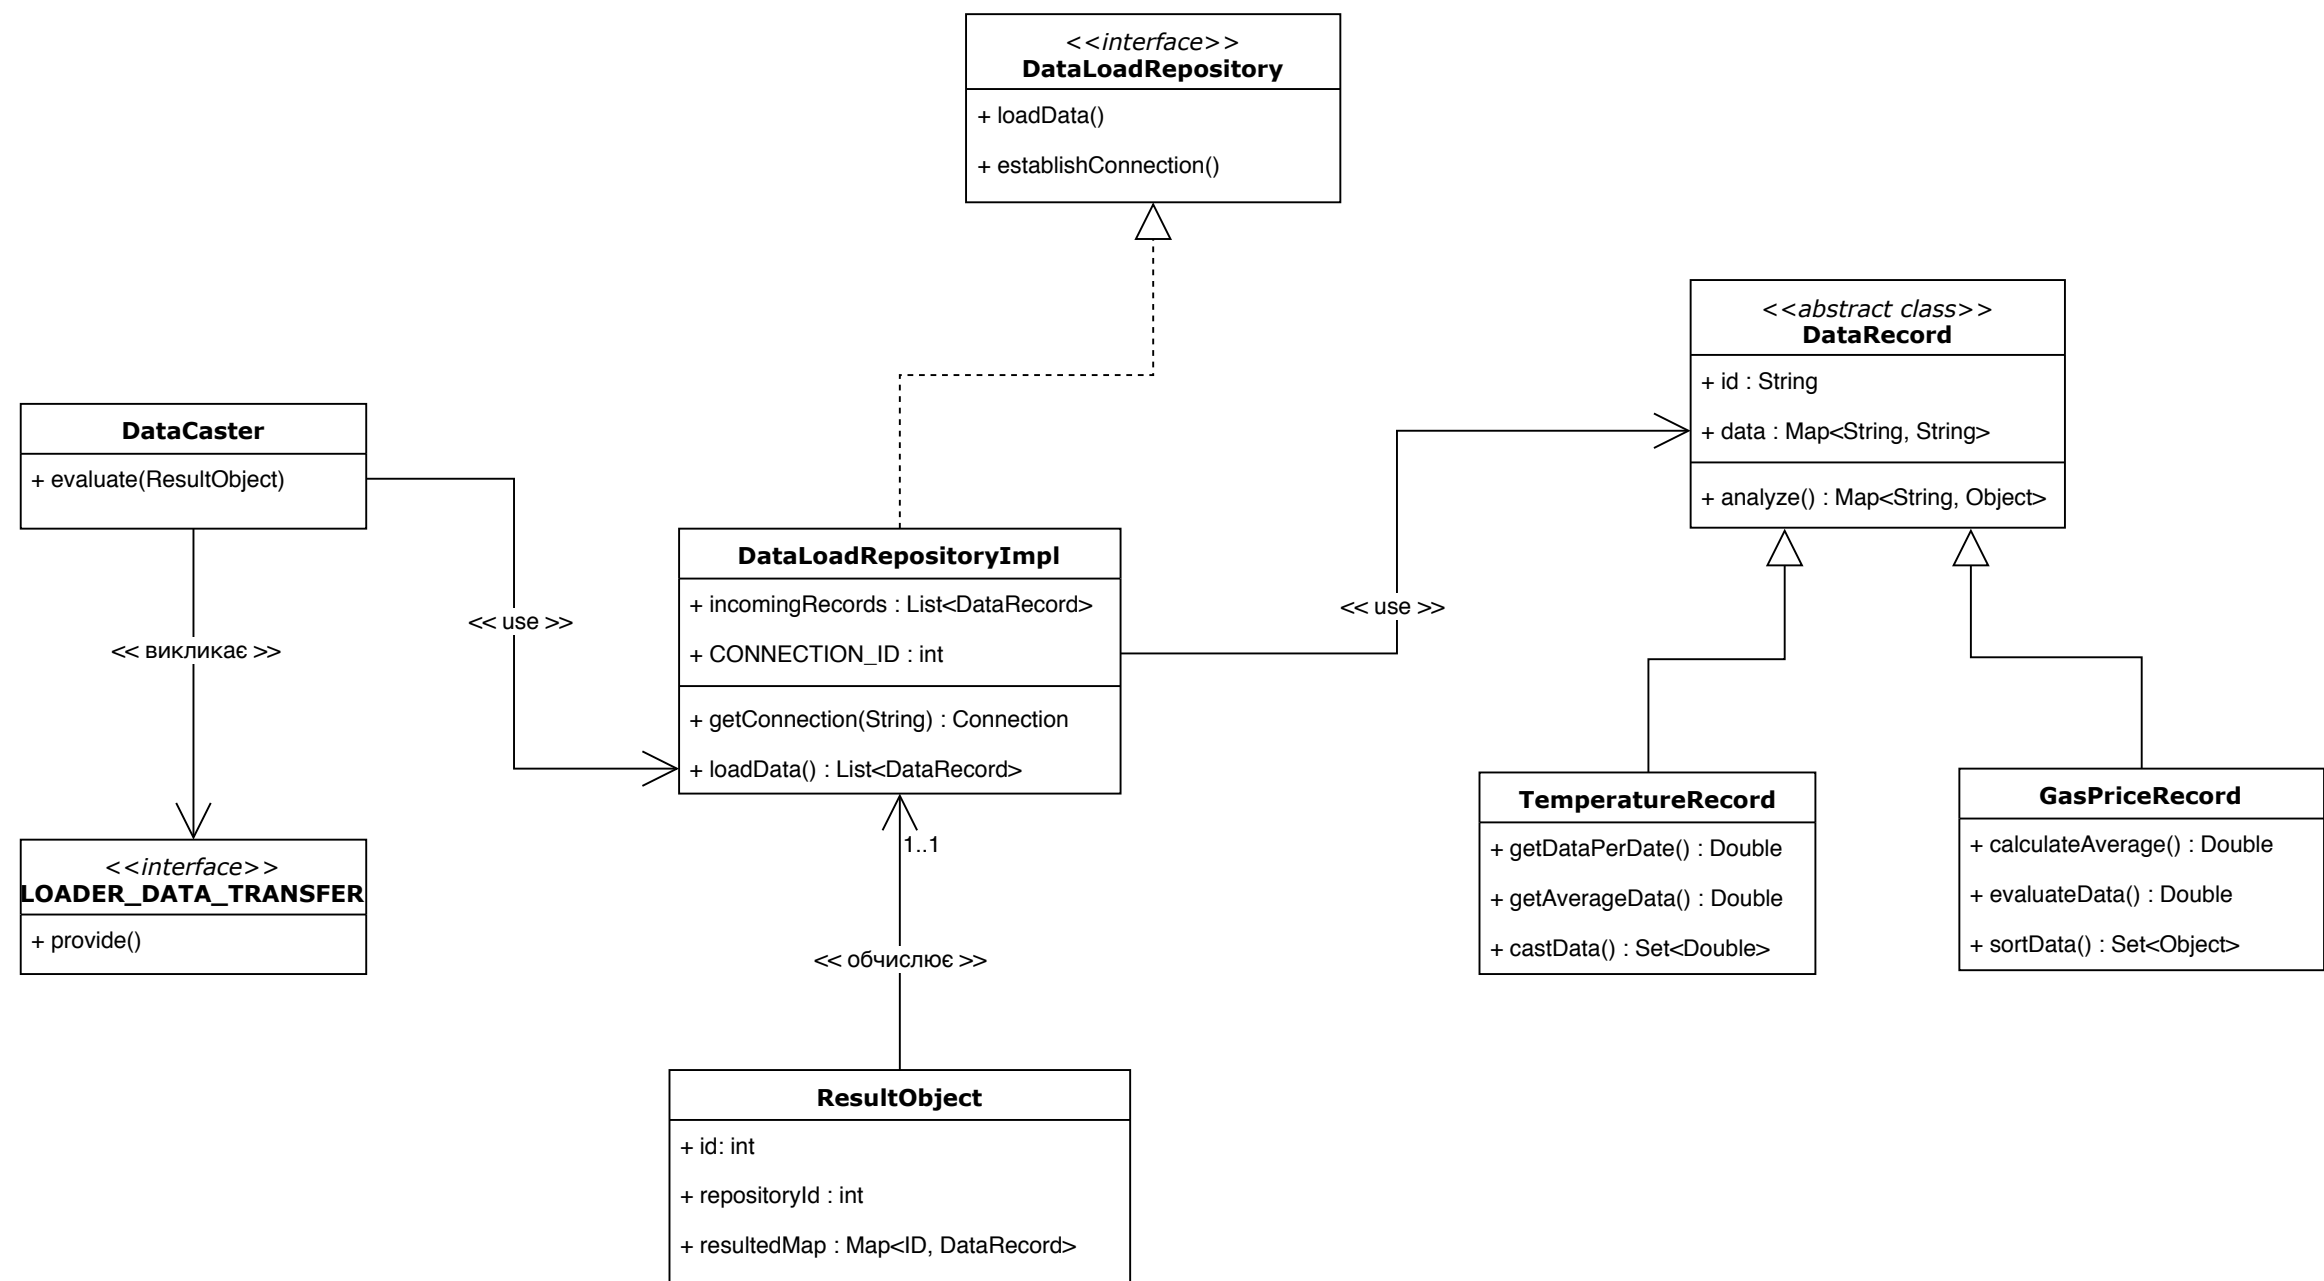 <<interface>>
DataLoadRepository
+ loadData()
+ establishConnection()
<<abstract class>>
DataRecord
+ id : String
+ data : Map<String, String>
+ analyze() : Map<String, Object>
DataCaster
+ evaluate(ResultObject)
<< викликає >>
<< use >>
DataLoadRepositoryImpl
+ incomingRecords : List<DataRecord>
+ CONNECTION_ID : int
+ getConnection(String) : Connection
+ loadData() : List<DataRecord>
<< use >>
<<interface>>
LOADER_DATA_TRANSFER
+ provide()
1..1
<< обчислює >>
TemperatureRecord
+ getDataPerDate() : Double
+ getAverageData() : Double
+ castData() : Set<Double>
GasPriceRecord
+ calculateAverage() : Double
+ evaluateData() : Double
+ sortData() : Set<Object>
ResultObject
+ id: int
+ repositoryId : int
+ resultedMap : Map<ID, DataRecord>